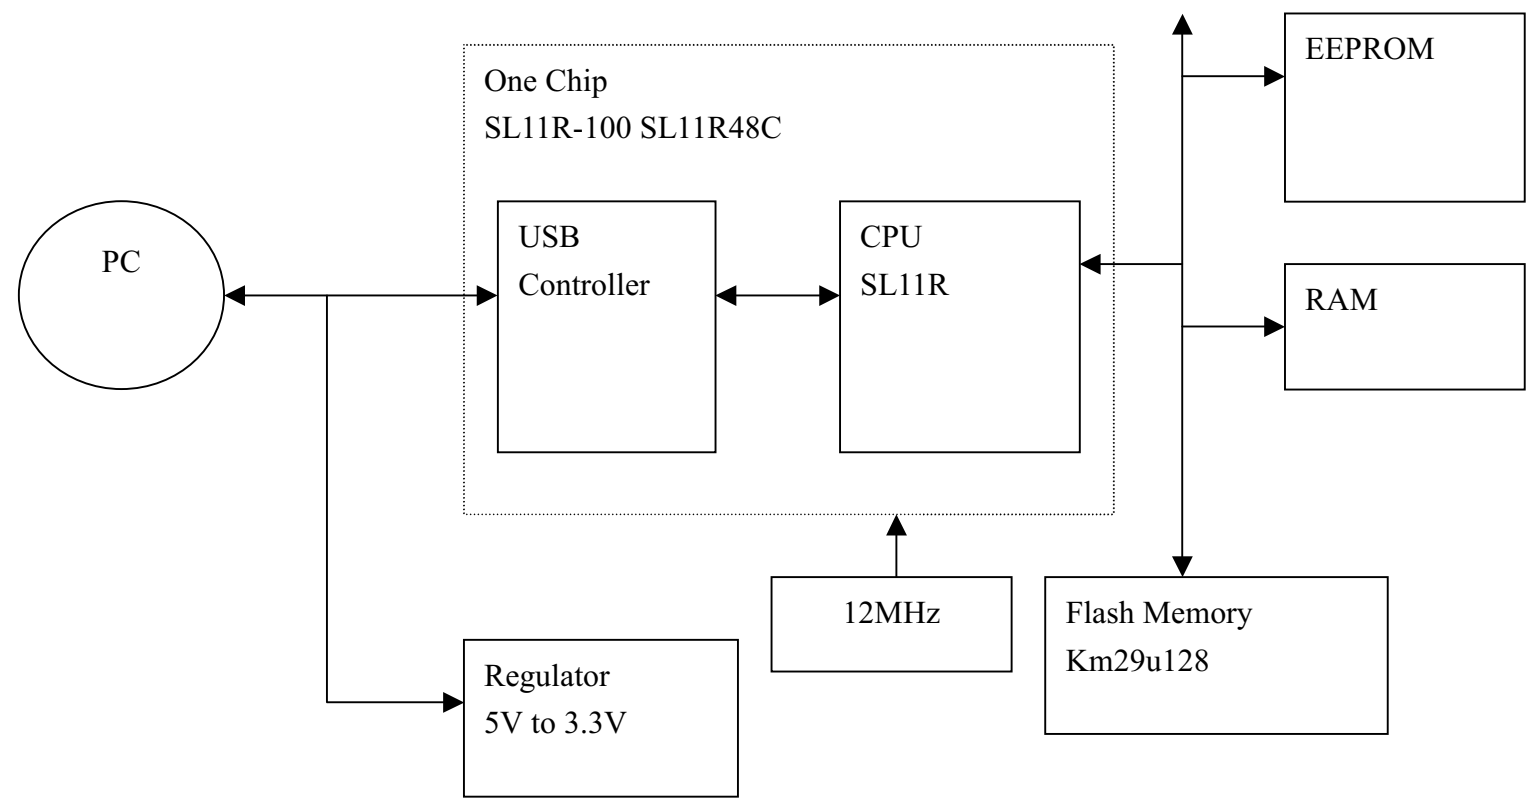 One Chip
SL11R-100 SL11R48C
EEPROM
PC
USB
Controller
CPU
SL11R
RAM
12MHz
Flash Memory
Km29u128
Regulator
5V to 3.3V